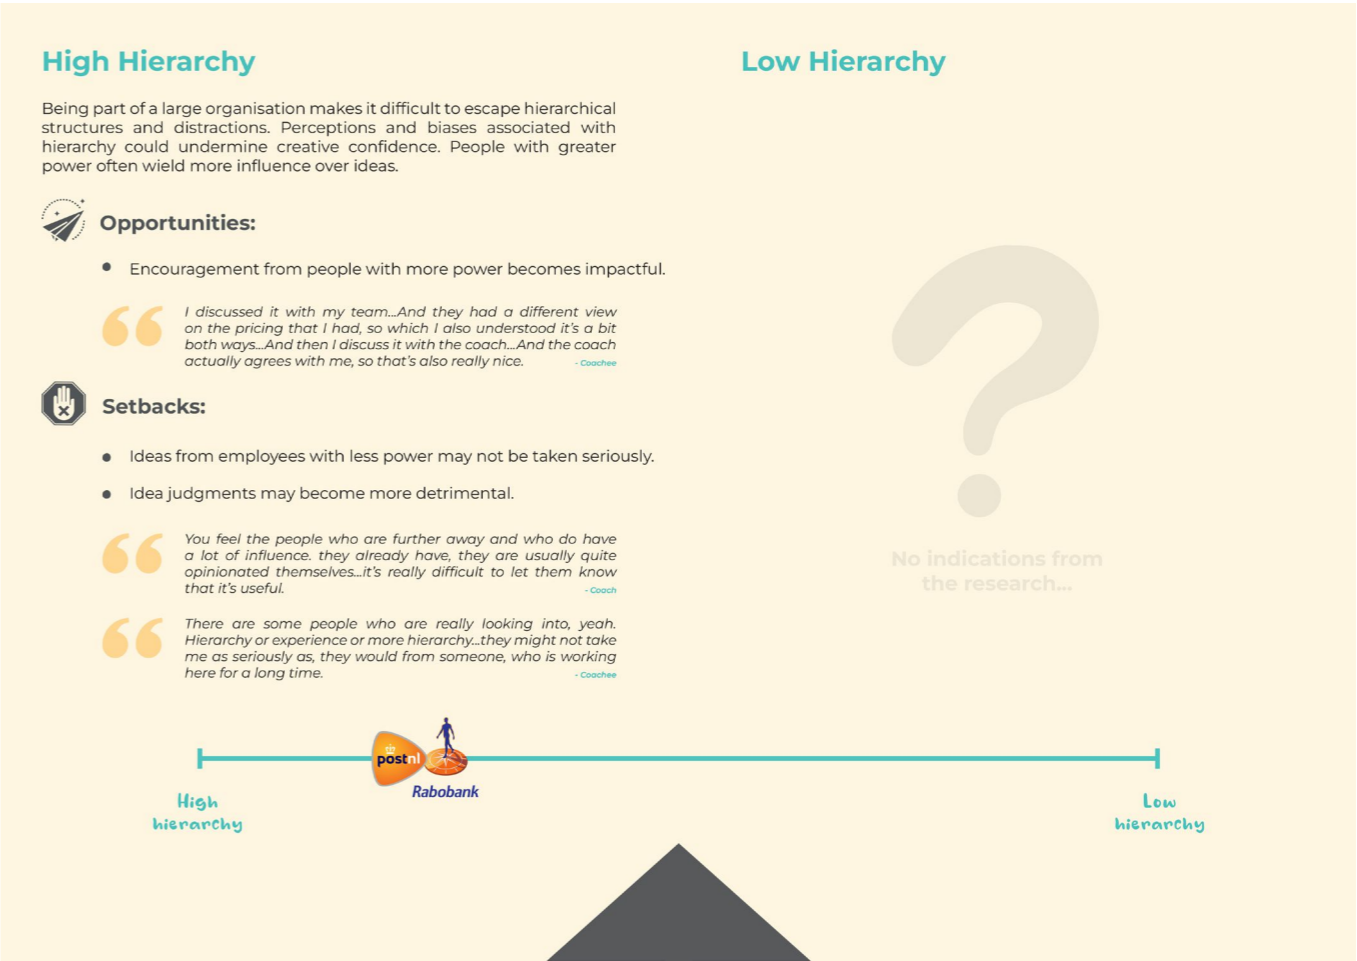 High Hierarchy
Being part of a large organisation makes it difficult to escape hierarchical
structures and distractions. Perceptions and biases associated with
hierarchy could undermine creative confidence. People with greater
power often wield more influence over ideas.
Opportunities:
• Encouragement from people with more power becomes impactful.
I discussed it with my team...And they had a different view
on the pricing that I had, so which I also understood it's a bit
both ways...And then I discuss it with the coach...And the coach
actually agrees with me, so that's also really nice. - Coachee
Setbacks:
• Ideas from employees with less power may not be taken seriously.
• Idea judgments may become more detrimental.
You feel the people who are further away and who do have
a lot of influence. they already have, they are usually quite
opinionated themselves...it's really difficult to let them know
that it's useful. - Coach
There are some people who are really looking into, yeah.
Hierarchy or experience or more hierarchy...they might not take
me as seriously as, they would from someone, who is working
here for a long time. - Coachee
Low Hierarchy
?
No indications from
the research...
postnl
Rabobank
High
hierarchy
Low
hierarchy